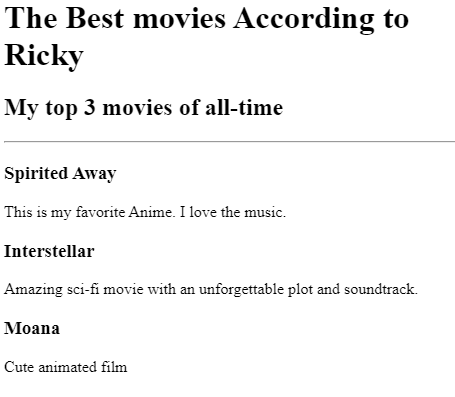 The Best movies According to
Ricky
My top 3 movies of all-time
Spirited Away
This is my favorite Anime. I love the music.
Interstellar
Amazing sci-fi movie with an unforgettable plot and soundtrack.
Moana
Cute animated film